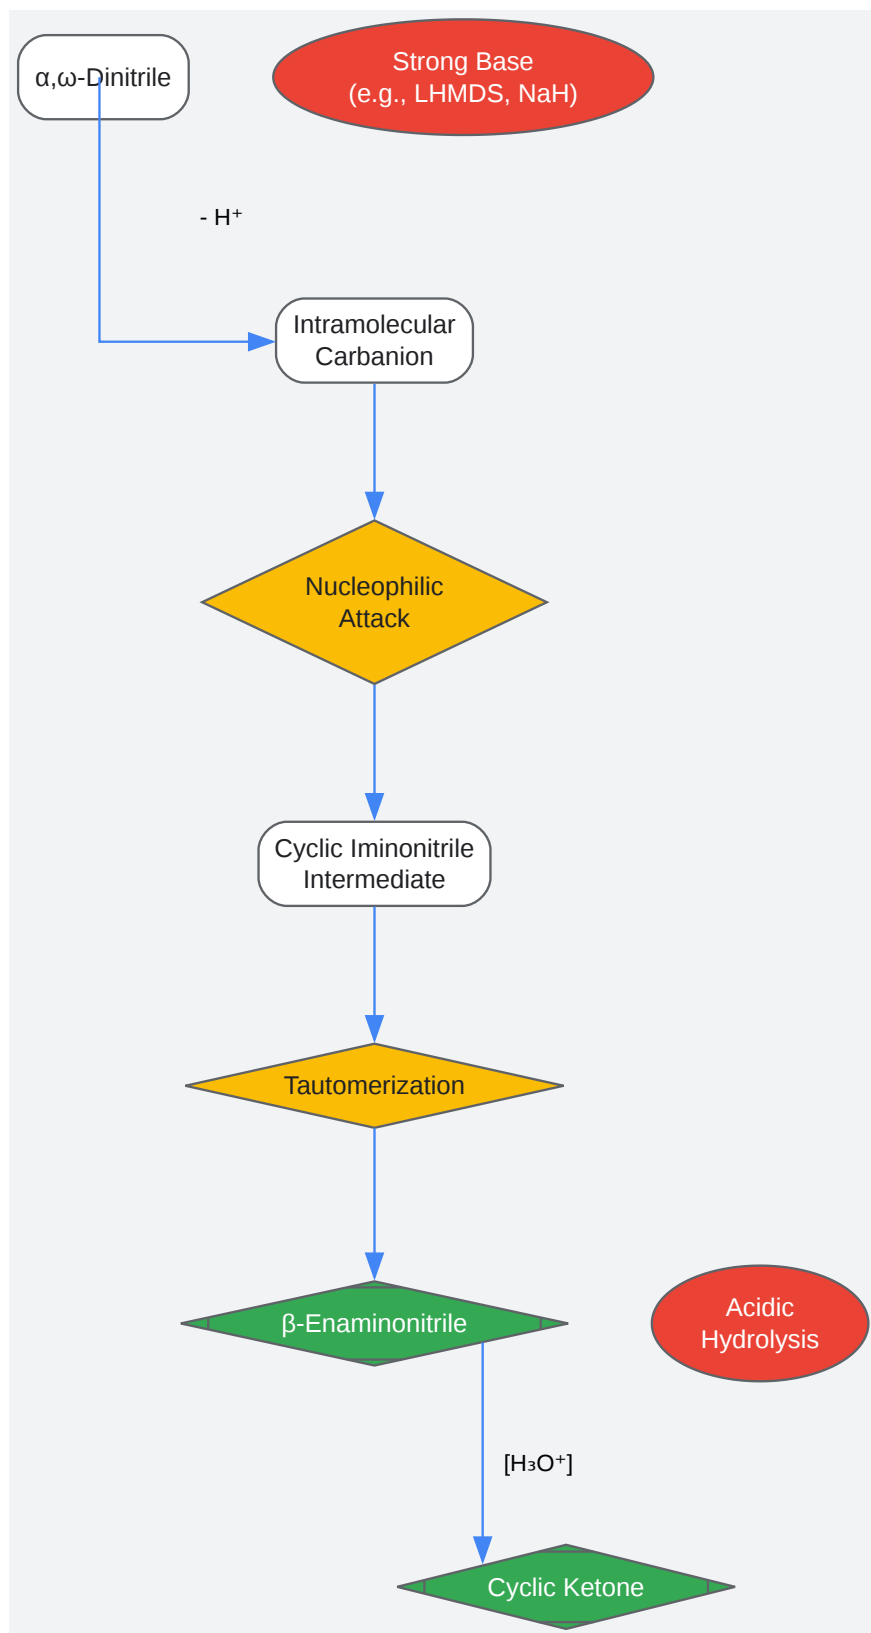 α,ω-Dinitrile
Strong Base
(e.g., LHMDS, NaH)
- H⁺
Intramolecular
Carbanion
Nucleophilic
Attack
Cyclic Iminonitrile
Intermediate
Tautomerization
β-Enaminonitrile
Acidic
Hydrolysis
[H₃O⁺]
Cyclic Ketone